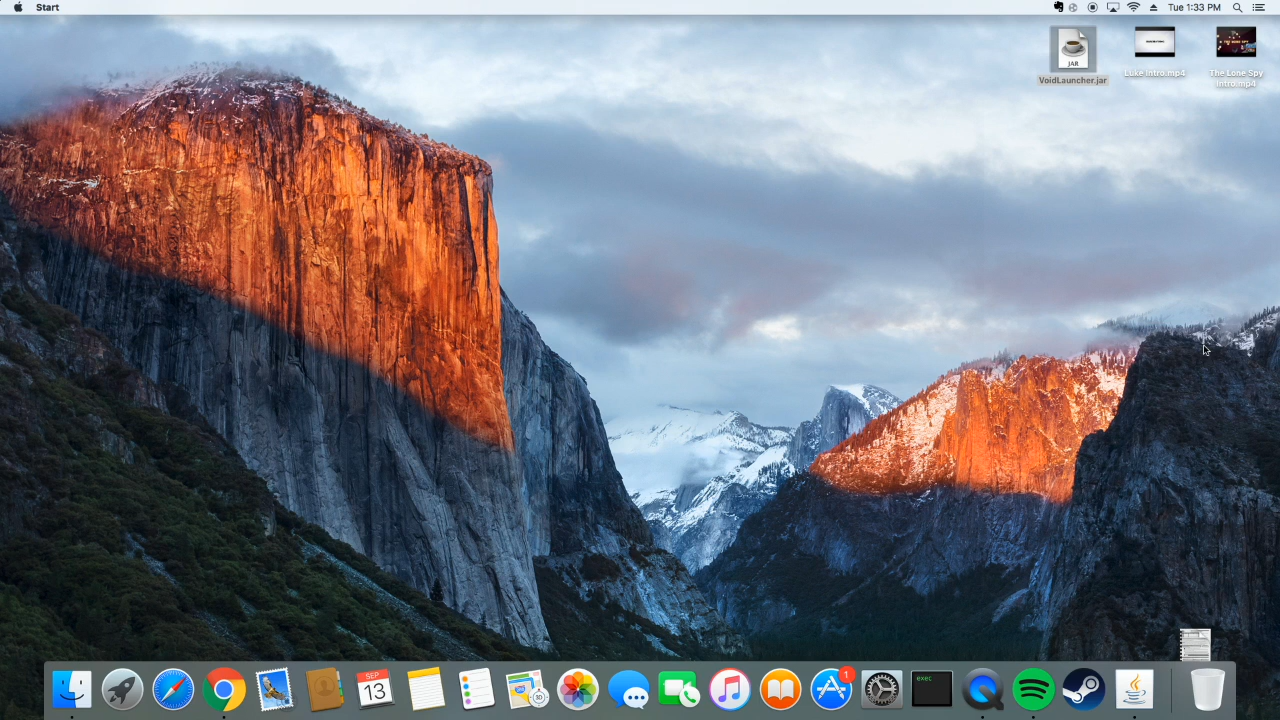 Start
Tue 1:33 PM
JAR
VoidLauncher.jar
Luke Intro.mp4
The Lone Spy
Intro.mp4
SEP
13
1
exec